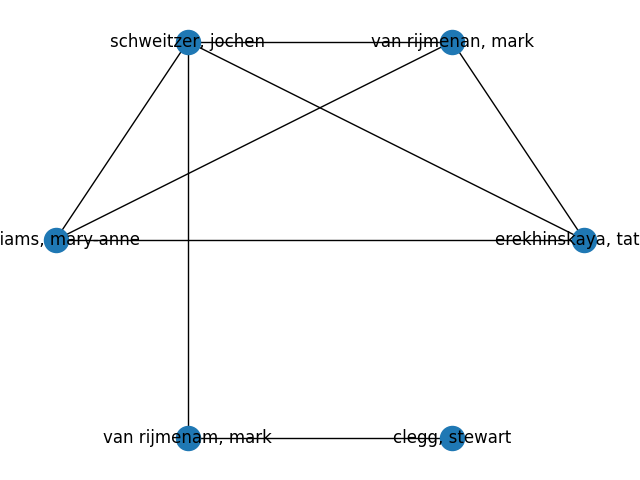 schweitzer, jochen
van rijmenan, mark
iams, mary-anne
erekhinskaya, tat
van rijmenam, mark
clegg, stewart